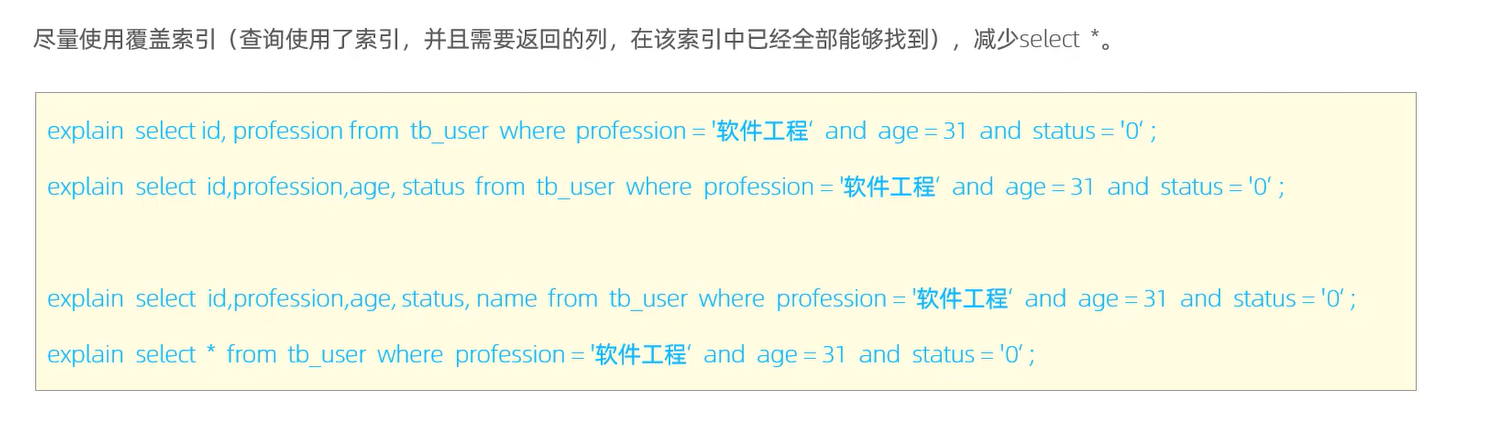 尽量使用覆盖索引（查询使用了索引，并且需要返回的列，在该索引中已经全部能够找到），减少select *。
explain select id, profession from tb_user where profession = '软件工程‘ and age = 31 and status = '0‘ ;
explain select id,profession,age, status from tb_user where profession = '软件工程‘ and age = 31 and status = '0‘ ;
explain select id,profession,age, status, name from tb_user where profession = '软件工程‘ and age = 31 and status = '0‘ ;
explain select * from tb_user where profession = '软件工程‘ and age = 31 and status = '0‘ ;